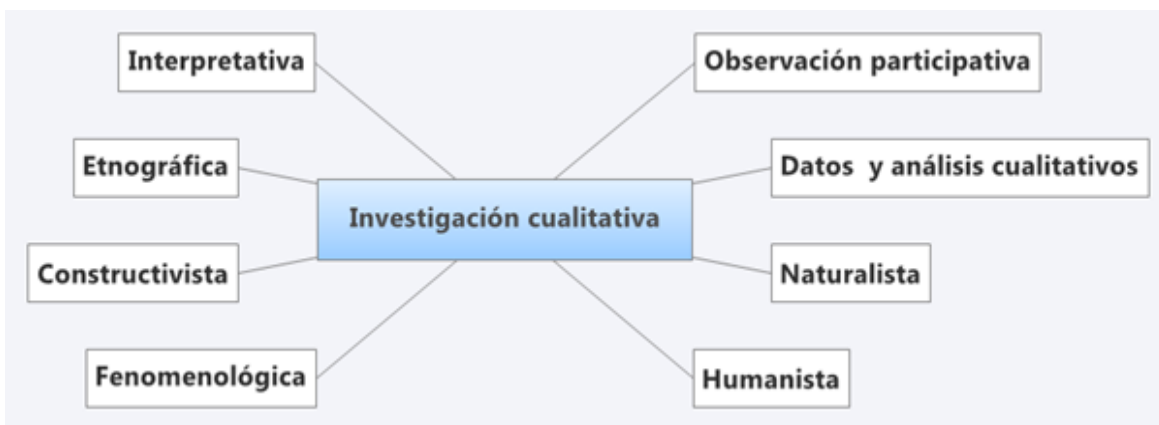 Interpretativa
Observación participativa
Etnográfica
Datos y análisis cualitativos
Investigación cualitativa
Constructivista
Naturalista
Fenomenológica
Humanista